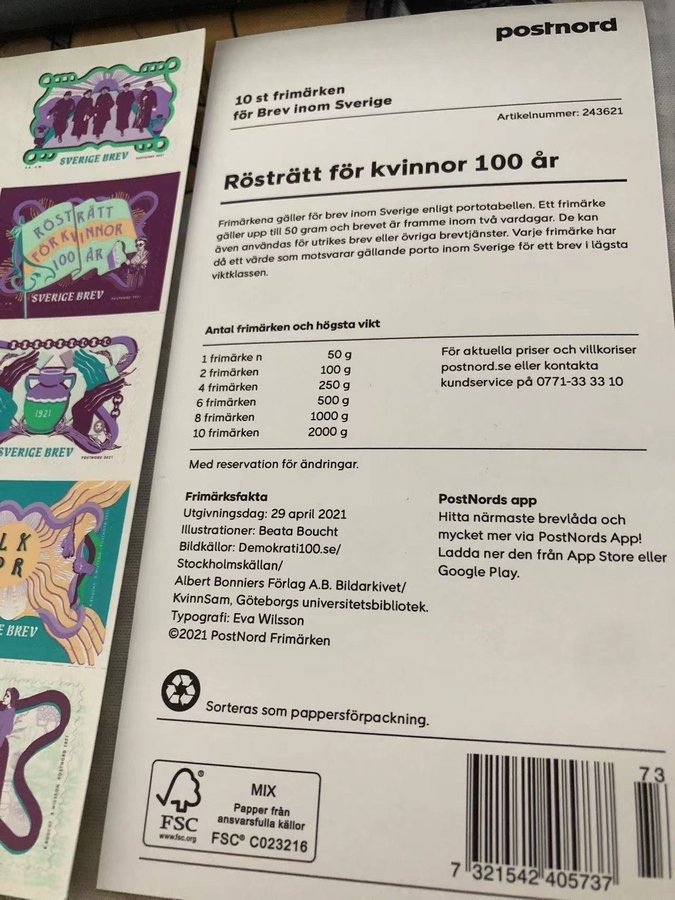 SVERIGE BREV
POSTNORD 2021
RÖSTRÄTT
FÖR KVINNOR
100 ÅR
SVERIGE BREV
POSTNORD 2021
1921
SVERIGE BREV
POSTNORD 2021
BREV
postnord
10 st frimärken
för Brev inom Sverige
Artikelnummer: 243621
Rösträtt för kvinnor 100 år
Frimärkena gäller för brev inom Sverige enligt portotabellen. Ett frimärke
gäller upp till 50 gram och brevet är framme inom två vardagar. De kan
även användas för utrikes brev eller övriga brevtjänster. Varje frimärke har
då ett värde som motsvarar gällande porto inom Sverige för ett brev i lägsta
viktklassen.
Antal frimärken och högsta vikt
1 frimärke n 50 g
2 frimärken 100 g
4 frimärken 250 g
6 frimärken 500 g
8 frimärken 1000 g
10 frimärken 2000 g
För aktuella priser och villkoriser
postnord.se eller kontakta
kundservice på 0771-33 33 10
Med reservation för ändringar.
Frimärksfakta
Utgivningsdag: 29 april 2021
Illustrationer: Beata Boucht
Bildkällor: Demokrati100.se/
Stockholmskällan/
Albert Bonniers Förlag A.B. Bildarkivet/
KvinnSam, Göteborgs universitetsbibliotek.
Typografi: Eva Wilsson
©2021 PostNord Frimärken
PostNords app
Hitta närmaste brevlåda och
mycket mer via PostNords App!
Ladda ner den från App Store eller
Google Play.
Sorteras som pappersförpackning.
FSC
www.fsc.org
MIX
Papper från
ansvarsfulla källor
FSC® C023216
73
7 321542 405737